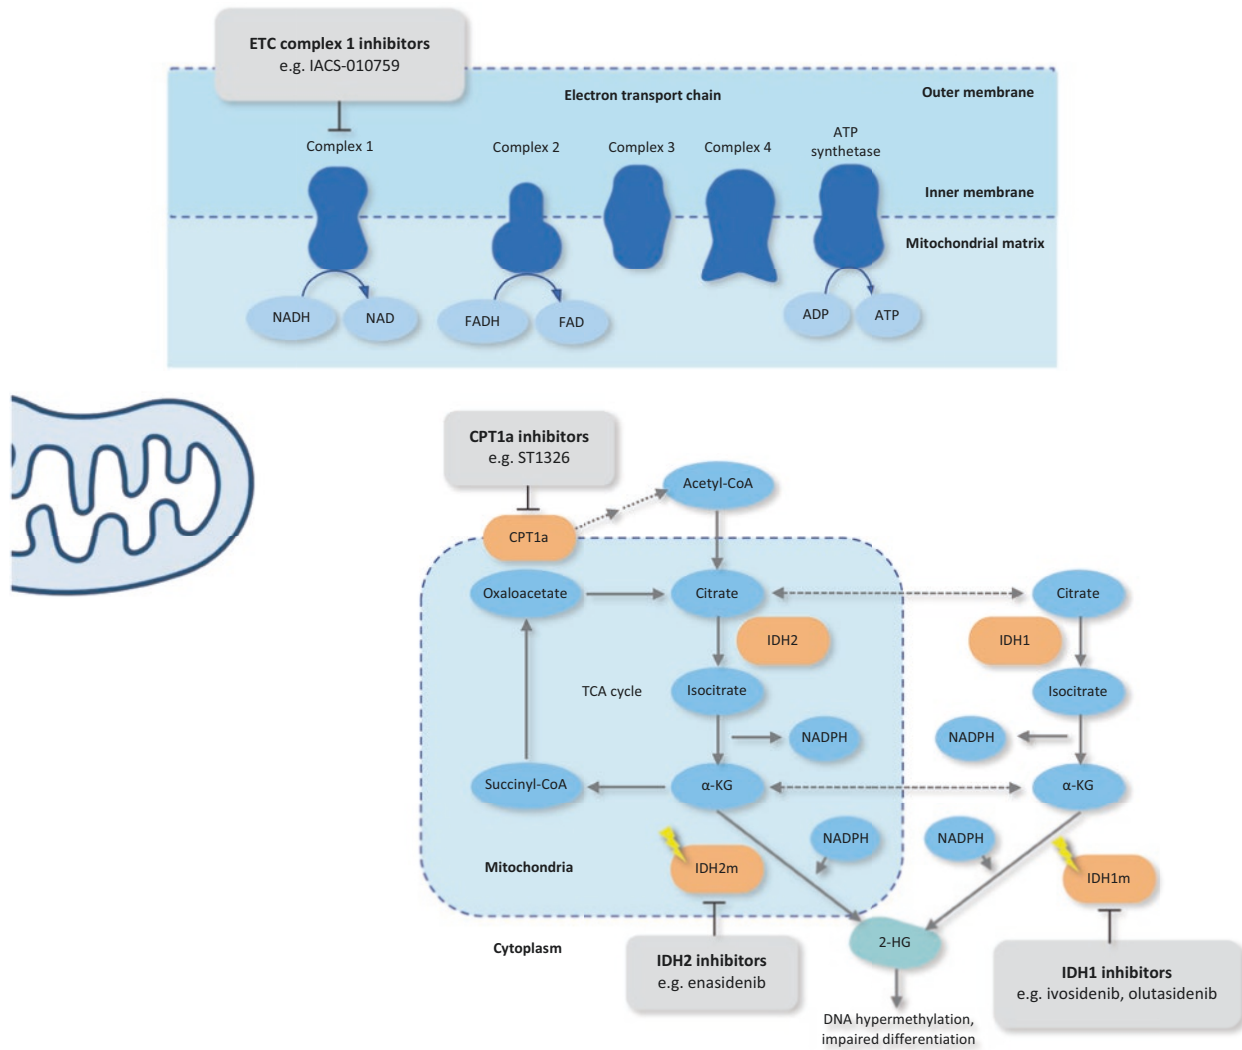 ETC complex 1 inhibitors
e.g. IACS-010759
Electron transport chain
Outer membrane
Complex 1
Complex 2
Complex 3
Complex 4
ATP
synthetase
Inner membrane
Mitochondrial matrix
NADH
NAD
FADH
FAD
ADP
ATP
CPT1a inhibitors
e.g. ST1326
Acetyl-CoA
CPT1a
Oxaloacetate
Citrate
Citrate
IDH2
IDH1
TCA cycle
Isocitrate
Isocitrate
NADPH
NADPH
Succinyl-CoA
α-KG
α-KG
NADPH
NADPH
Mitochondria
IDH2m
IDH1m
Cytoplasm
2-HG
IDH2 inhibitors
e.g. enasidenib
IDH1 inhibitors
e.g. ivosidenib, olutasidenib
DNA hypermethylation,
impaired differentiation